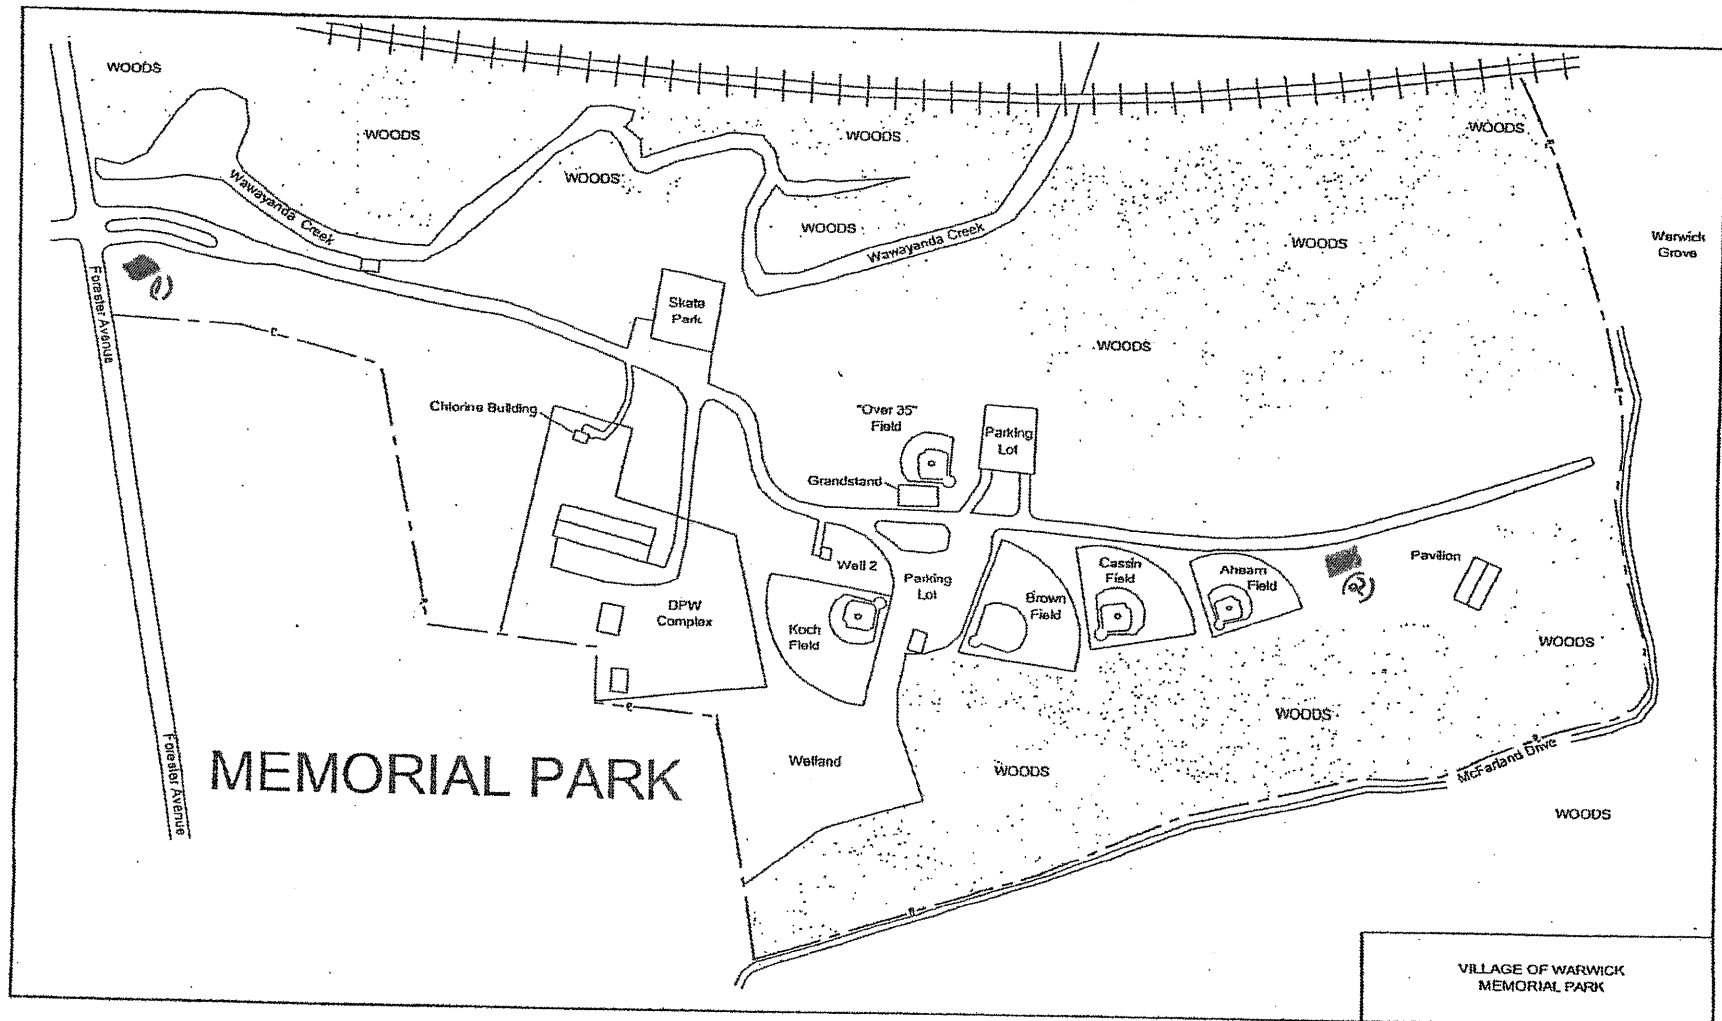 WOODS
WOODS
WOODS
WOODS
WOODS
WOODS
WOODS
Warwick
Grove
Wawayanda Creek
Wawayanda Creek
Forester Avenue
Skate
Park
WOODS
Chlorine Building
"Over 35"
Field
Parking
Lot
Grandstand
Well 2
Parking
Lot
Cassin
Field
Ahearn
Field
Pavilion
Brown
Field
DPW
Complex
Koch
Field
WOODS
WOODS
Forester Avenue
MEMORIAL PARK
Wetland
WOODS
McFarland Drive
WOODS
VILLAGE OF WARWICK
MEMORIAL PARK
1
2